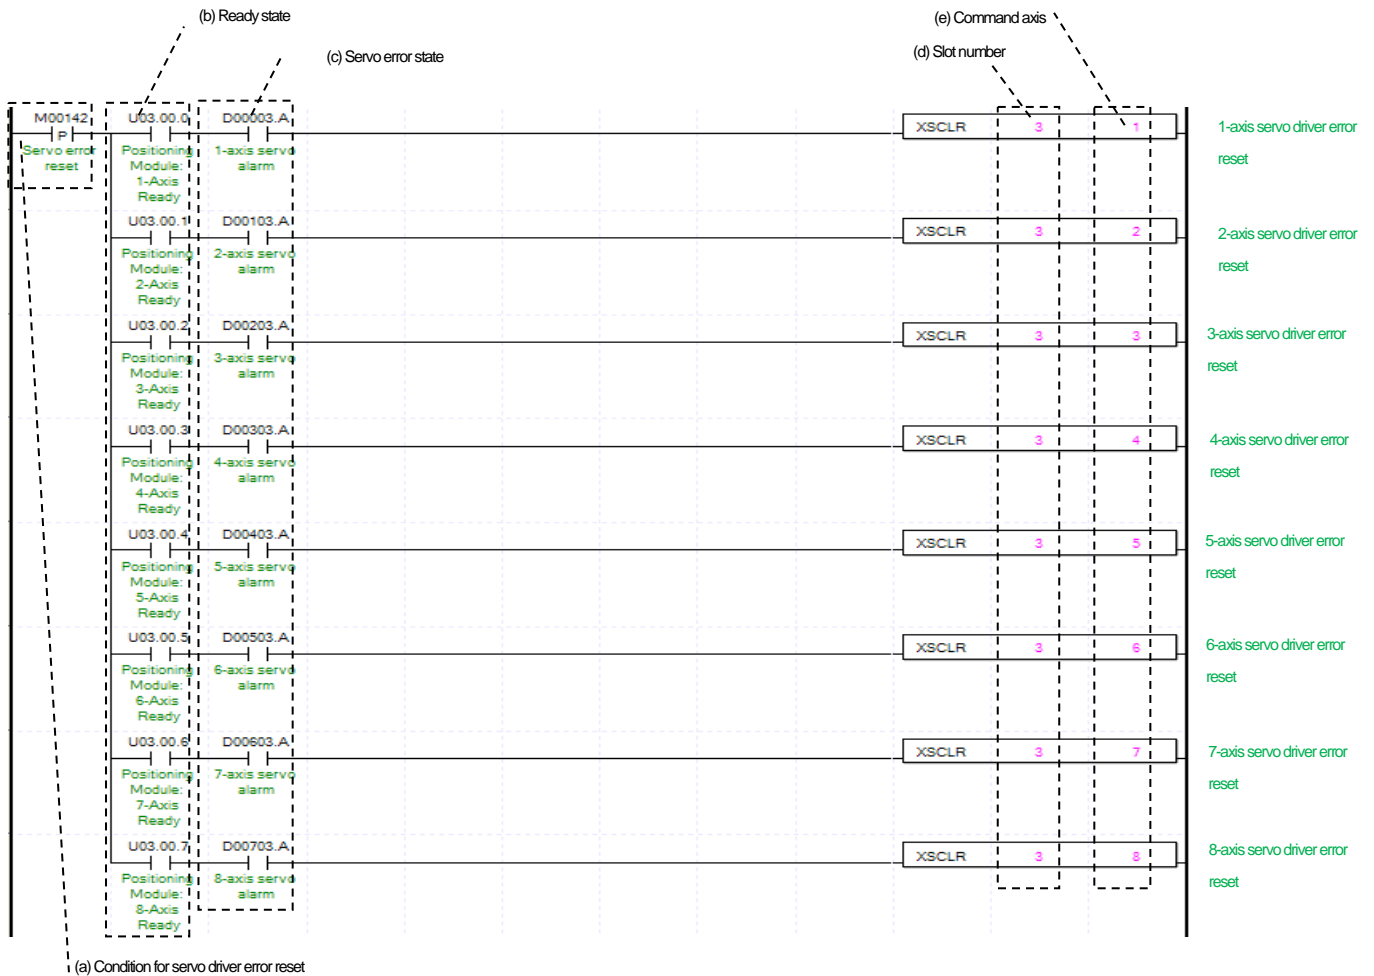 (b) Ready state
(e) Command axis
(c) Servo error state
(d) Slot number
M00142
U03.00.0
D00003.A
P
XSCLR 3 1
1-axis servo driver error
reset
Servo error
reset
Positioning
Module:
1-Axis
Ready
1-axis servo
alarm
U03.00.1
D00103.A
XSCLR 3 2
2-axis servo driver error
reset
Positioning
Module:
2-Axis
Ready
2-axis servo
alarm
U03.00.2
D00203.A
XSCLR 3 3
3-axis servo driver error
reset
Positioning
Module:
3-Axis
Ready
3-axis servo
alarm
U03.00.3
D00303.A
XSCLR 3 4
4-axis servo driver error
reset
Positioning
Module:
4-Axis
Ready
4-axis servo
alarm
U03.00.4
D00403.A
XSCLR 3 5
5-axis servo driver error
reset
Positioning
Module:
5-Axis
Ready
5-axis servo
alarm
U03.00.5
D00503.A
XSCLR 3 6
6-axis servo driver error
reset
Positioning
Module:
6-Axis
Ready
6-axis servo
alarm
U03.00.6
D00603.A
XSCLR 3 7
7-axis servo driver error
reset
Positioning
Module:
7-Axis
Ready
7-axis servo
alarm
U03.00.7
D00703.A
XSCLR 3 8
8-axis servo driver error
reset
Positioning
Module:
8-Axis
Ready
8-axis servo
alarm
(a) Condition for servo driver error reset